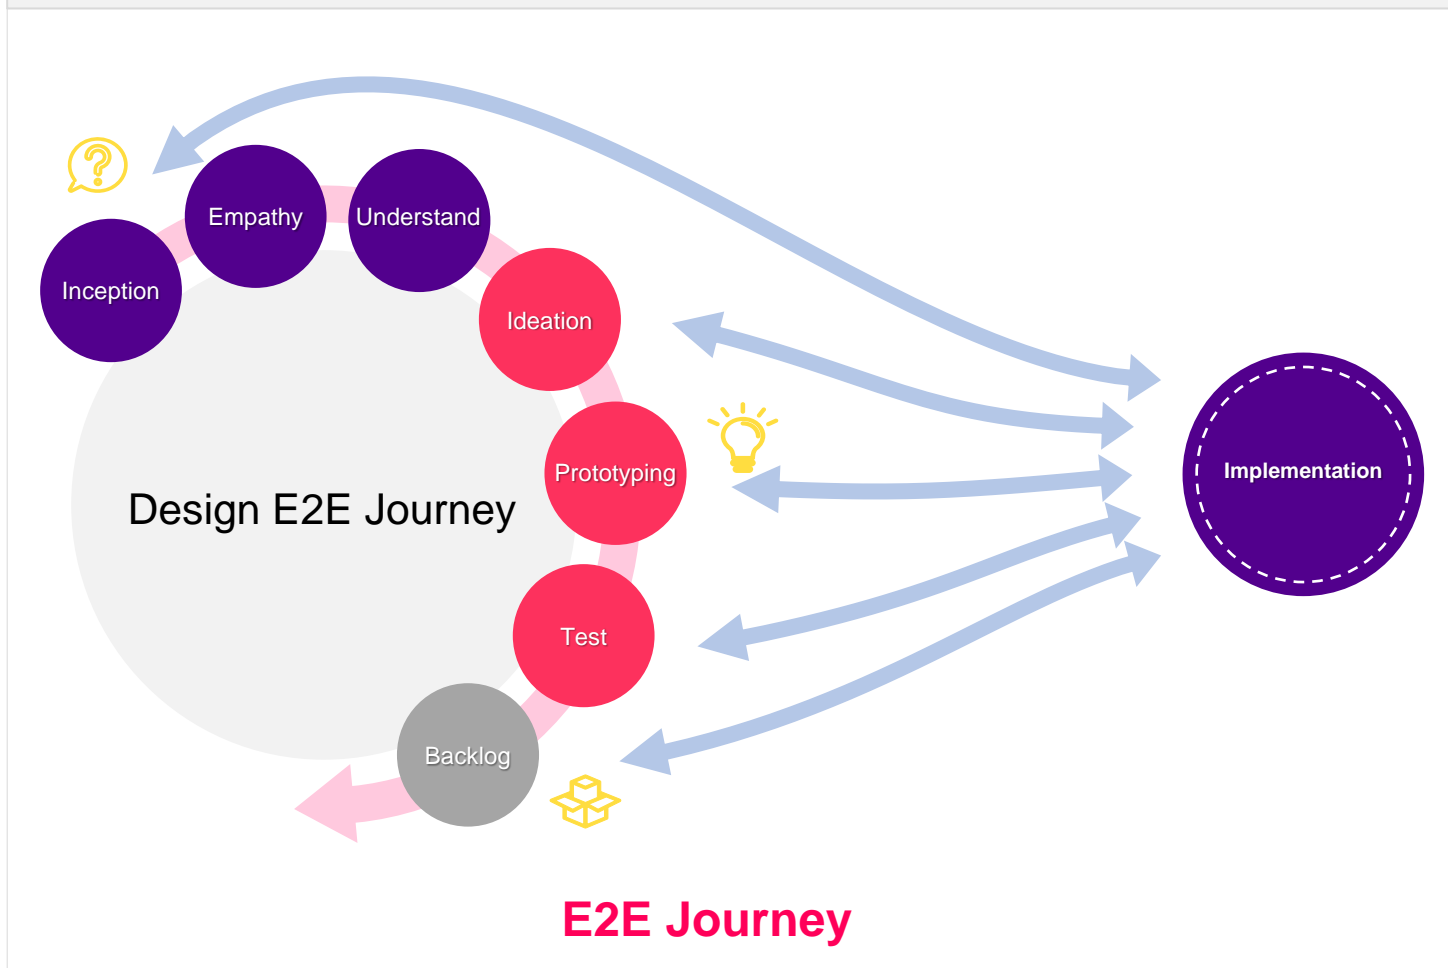 Empathy
Understand
Inception
Ideation
Prototyping
Implementation
Design E2E Journey
Test
Backlog
E2E Journey